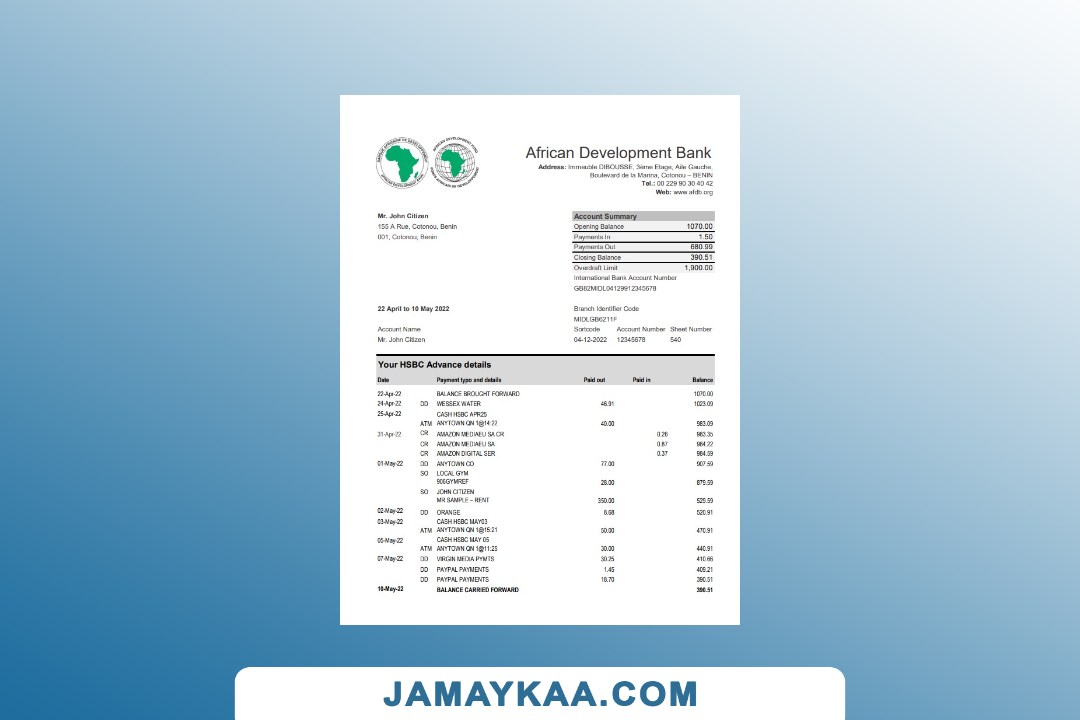 African Development Bank
Address: Immeuble DIBOUSSE, 3ème Etage, Aile Gauche,
Boulevard de la Marina, Cotonou – BENIN
Tel.: 00 229 90 30 40 42
Web: www.afdb.org
Mr. John Citizen
155 A Rue, Cotonou, Benin
001, Cotonou, Benin
Account Summary
Opening Balance 1070.00
Payments In 1.50
Payments Out 680.99
Closing Balance 390.51
Overdraft Limit 1,900.00
International Bank Account Number
GB82MIDL04129912345678
22 April to 10 May 2022
Branch Identifier Code
MIDLGB6211F
Account Name
Mr. John Citizen
Sortcode Account Number Sheet Number
04-12-2022 12345678 540
Your HSBC Advance details
Date Payment typo and details Paid out Paid in Balance
22-Apr-22 BALANCE BROUGHT FORWARD 1070.00
24-Apr-22 DD WESSEX WATER 46.91 1023.09
25-Apr-22 CASH HSBC APR25
ATM ANYTOWN QN 1@14:22 40.00 983.09
31-Apr-22 CR AMAZON MEDIAEU SA CR 0.26 983.35
CR AMAZON MEDIAEU SA 0.87 984.22
CR AMAZON DIGITAL SER 0.37 984.59
01-May-22 DD ANYTOWN CO 77.00 907.59
SO LOCAL GYM
906GYMREF 28.00 879.59
SO JOHN CITIZEN
MR SAMPLE – RENT 350.00 529.59
02-May-22 DD ORANGE 8.68 520.91
03-May-22 CASH HSBC MAY03
ATM ANYTOWN QN 1@15:21 50.00 470.91
05-May-22 CASH HSBC MAY 05
ATM ANYTOWN QN 1@11:25 30.00 440.91
07-May-22 DD VIRGIN MEDIA PYMTS 30.25 410.66
DD PAYPAL PAYMENTS 1.45 409.21
DD PAYPAL PAYMENTS 18.70 390.51
10-May-22 BALANCE CARRIED FORWARD 390.51
JAMAYKAA.COM